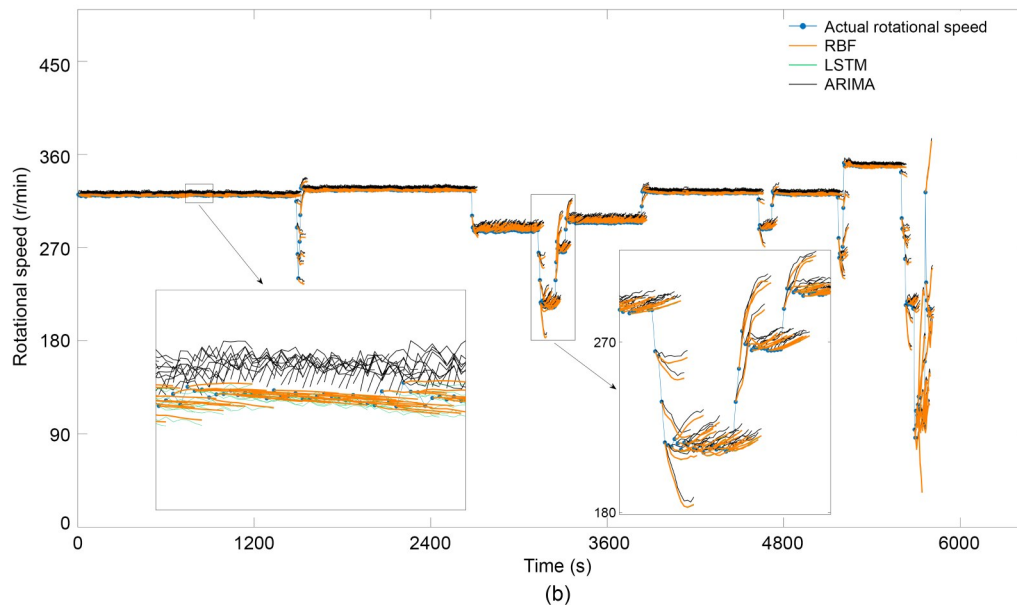 Actual rotational speed
RBF
LSTM
ARIMA
450
360
270
180
90
0
Rotational speed (r/min)
270
180
0
1200
2400
3600
4800
6000
Time (s)
(b)